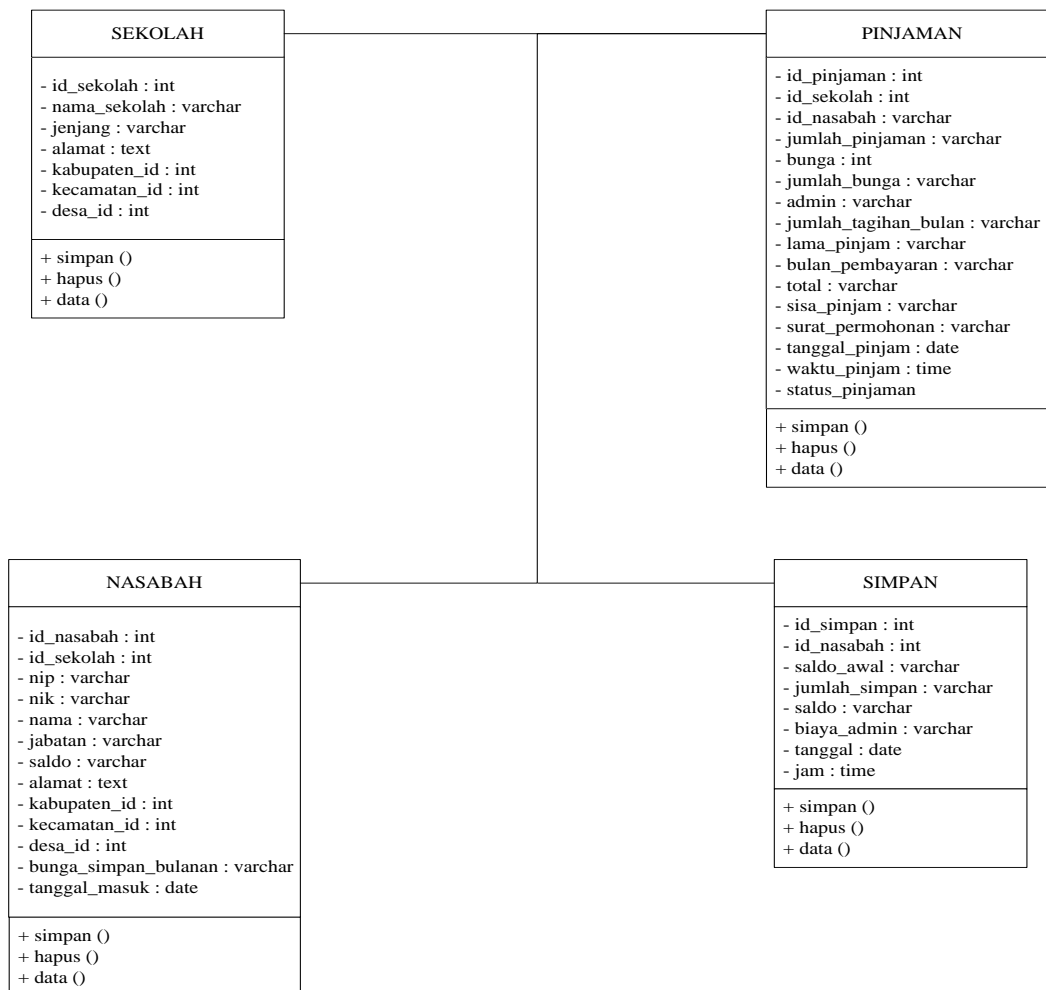 SEKOLAH
- id_sekolah : int
- nama_sekolah : varchar
- jenjang : varchar
- alamat : text
- kabupaten_id : int
- kecamatan_id : int
- desa_id : int
+ simpan ()
+ hapus ()
+ data ()
PINJAMAN
- id_pinjaman : int
- id_sekolah : int
- id_nasabah : varchar
- jumlah_pinjaman : varchar
- bunga : int
- jumlah_bunga : varchar
- admin : varchar
- jumlah_tagihan_bulan : varchar
- lama_pinjam : varchar
- bulan_pembayaran : varchar
- total : varchar
- sisa_pinjam : varchar
- surat_permohonan : varchar
- tanggal_pinjam : date
- waktu_pinjam : time
- status_pinjaman
+ simpan ()
+ hapus ()
+ data ()
NASABAH
- id_nasabah : int
- id_sekolah : int
- nip : varchar
- nik : varchar
- nama : varchar
- jabatan : varchar
- saldo : varchar
- alamat : text
- kabupaten_id : int
- kecamatan_id : int
- desa_id : int
- bunga_simpan_bulanan : varchar
- tanggal_masuk : date
+ simpan ()
+ hapus ()
+ data ()
SIMPAN
- id_simpan : int
- id_nasabah : int
- saldo_awal : varchar
- jumlah_simpan : varchar
- saldo : varchar
- biaya_admin : varchar
- tanggal : date
- jam : time
+ simpan ()
+ hapus ()
+ data ()